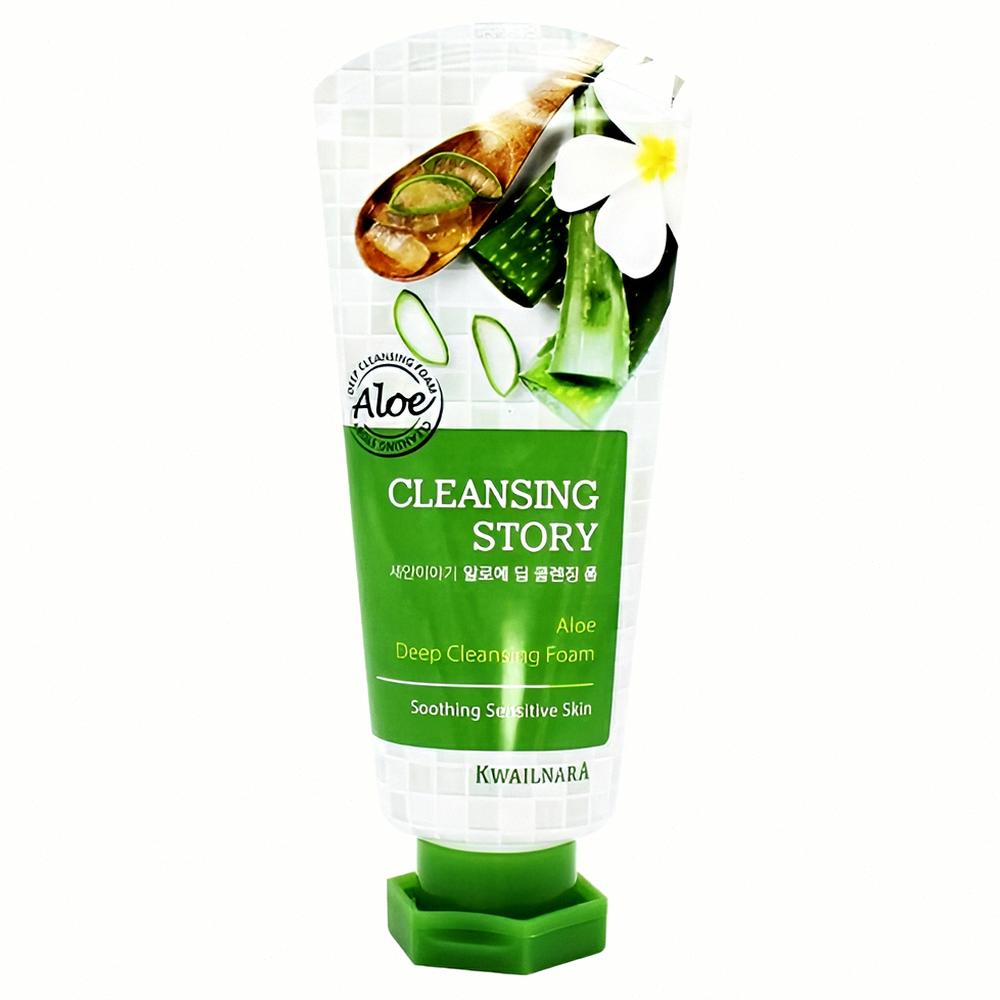 DEEP CLEANSING FOAM
Aloe
CLEANSING STORY
CLEANSING
STORY
세안이야기 알로에 딥 클렌징 폼
Aloe
Deep Cleansing Foam
Soothing Sensitive Skin
KWAILNARA